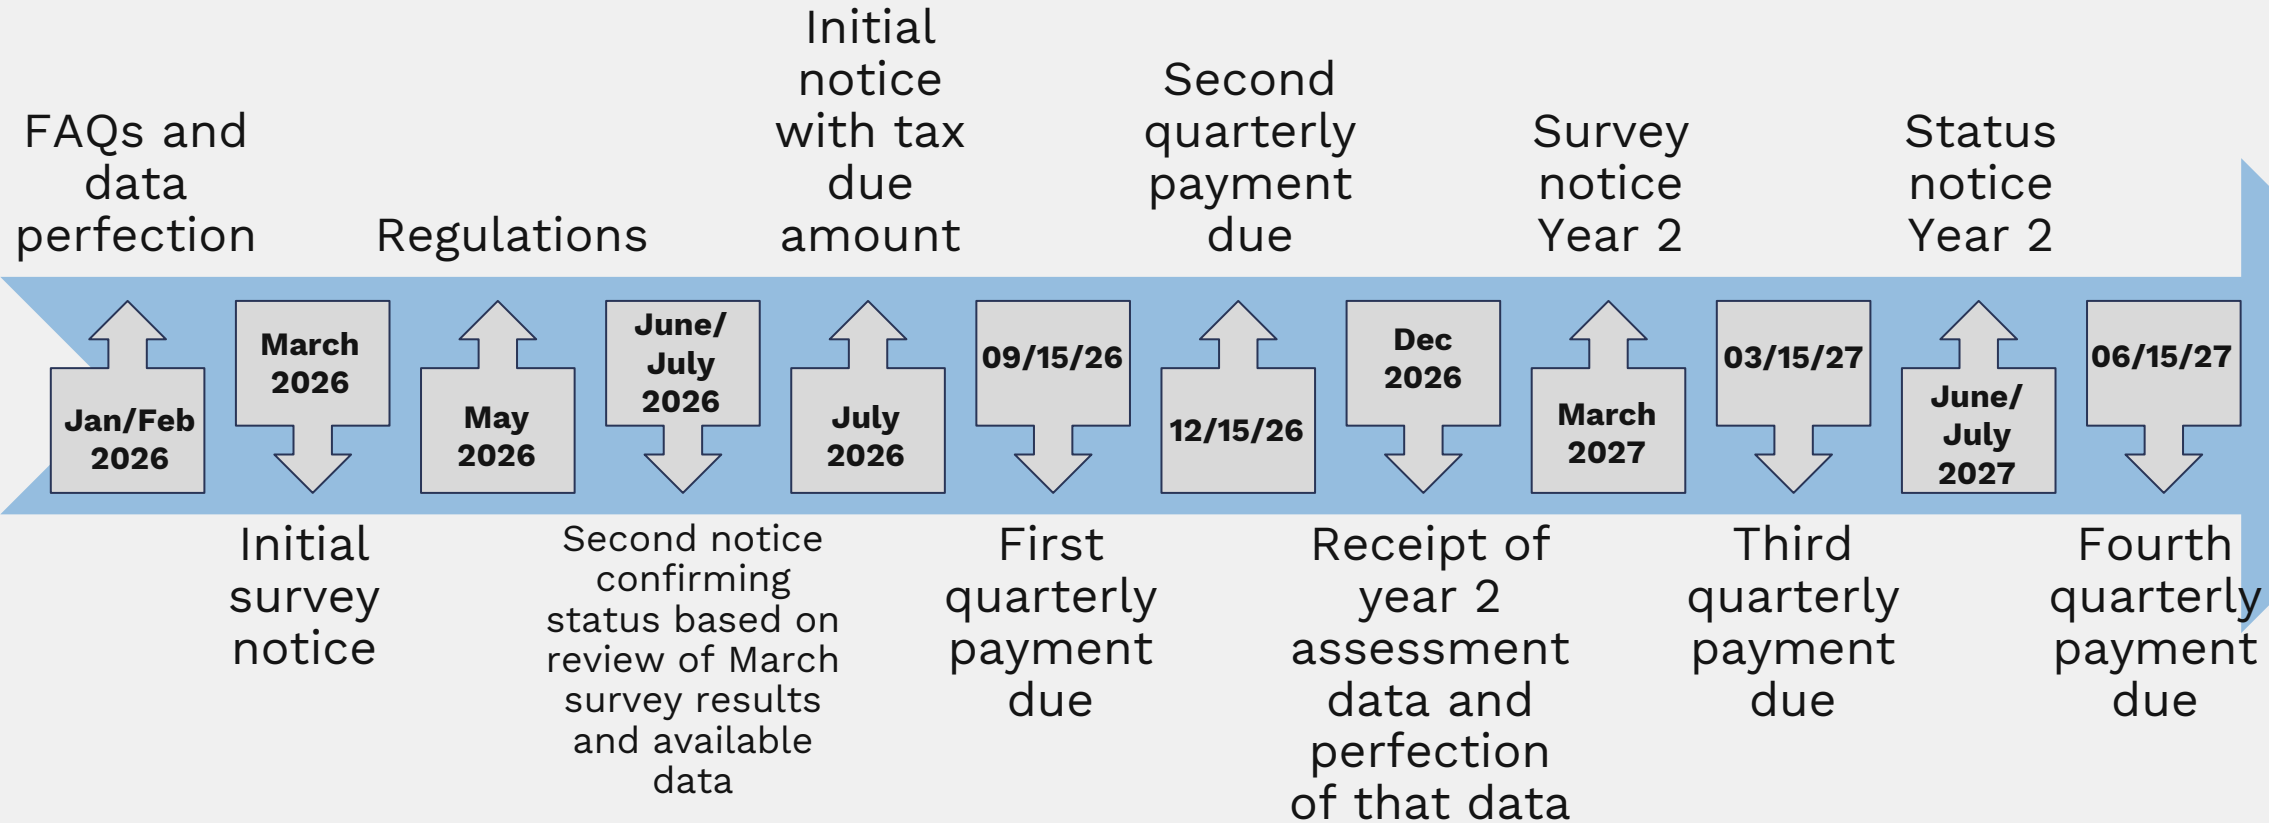 FAQs and
data
perfection
Jan/Feb
2026
March
2026
Initial
survey
notice
Regulations
May
2026
June/
July
2026
Second notice
confirming
status based on
review of March
survey results
and available
data
Initial
notice
with tax
due
amount
July
2026
09/15/26
First
quarterly
payment
due
Second
quarterly
payment
due
12/15/26
Dec
2026
Receipt of
year 2
assessment
data and
perfection
of that data
Survey
notice
Year 2
March
2027
03/15/27
Third
quarterly
payment
due
Status
notice
Year 2
June/
July
2027
06/15/27
Fourth
quarterly
payment
due